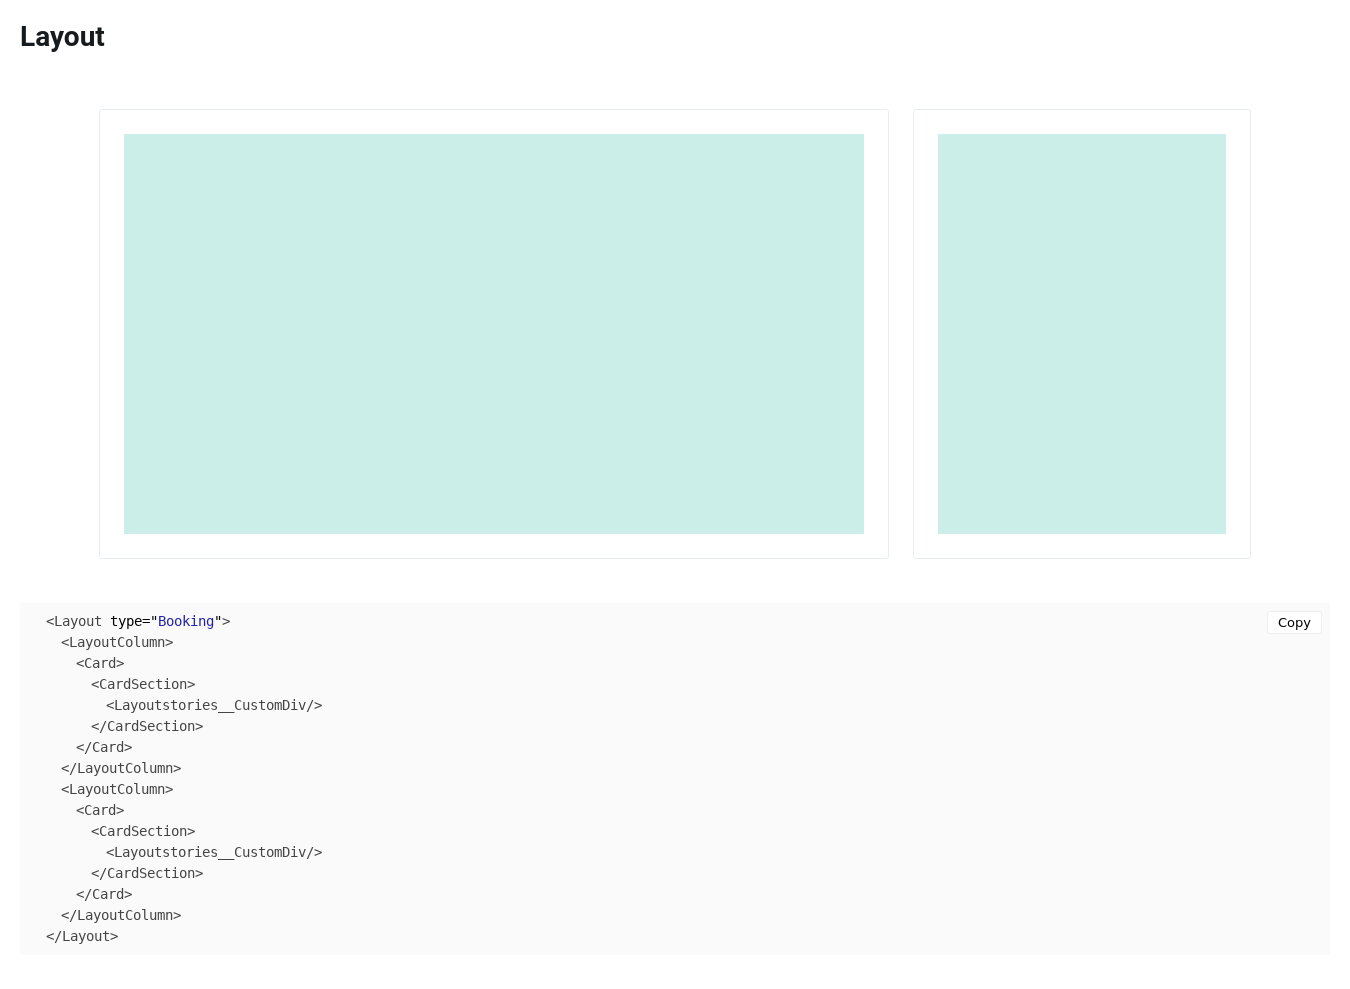 Layout
<Layout type="Booking">
<LayoutColumn>
<Card>
<CardSection>
<Layoutstories__CustomDiv/>
</CardSection>
</Card>
</LayoutColumn>
<LayoutColumn>
<Card>
<CardSection>
<Layoutstories__CustomDiv/>
</CardSection>
</Card>
</LayoutColumn>
</Layout>
Copy